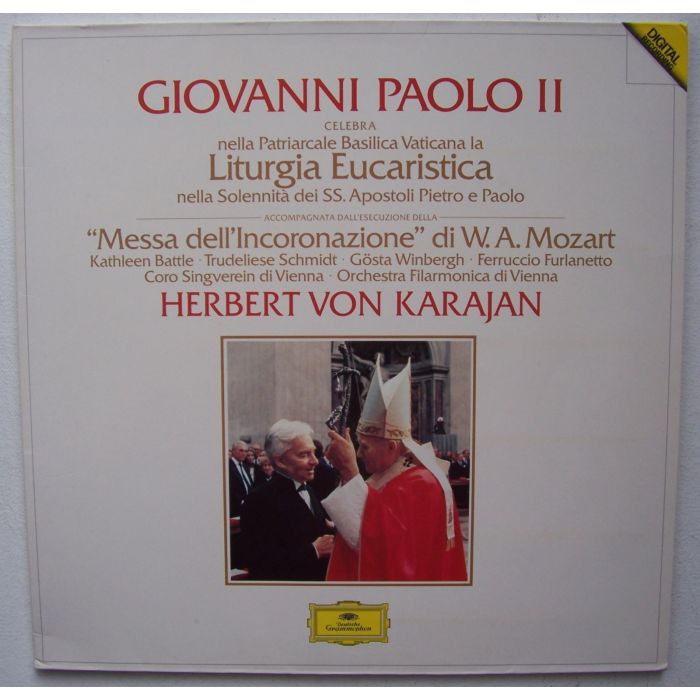 DIGITAL
RECORDING
GIOVANNI PAOLO II
CELEBRA
nella Patriarcale Basilica Vaticana la
Liturgia Eucaristica
nella Solennità dei SS. Apostoli Pietro e Paolo
ACCOMPAGNATA DALL'ESECUZIONE DELLA
“Messa dell'Incoronazione” di W. A. Mozart
Kathleen Battle · Trudeliese Schmidt · Gösta Winbergh · Ferruccio Furlanetto
Coro Singverein di Vienna · Orchestra Filarmonica di Vienna
HERBERT VON KARAJAN
Deutsche
Grammophon